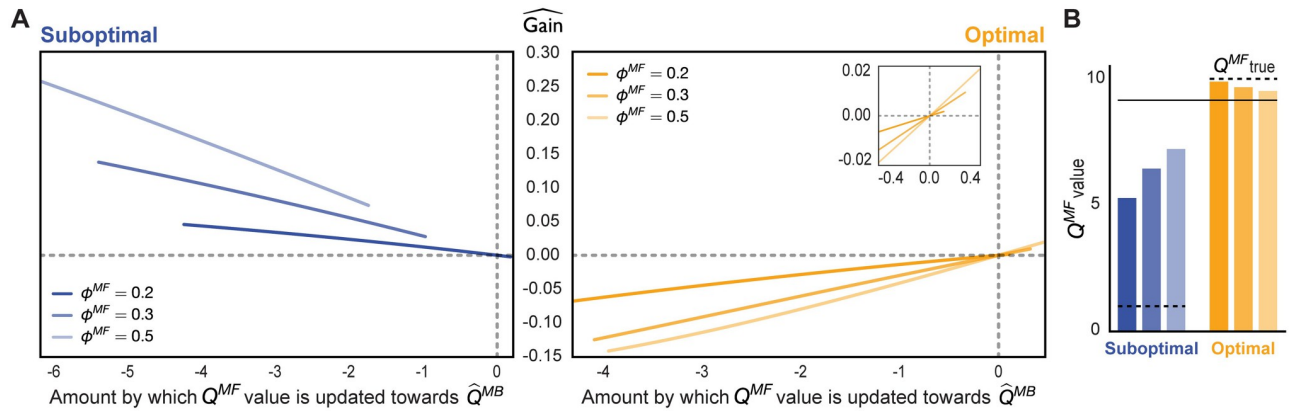 A
Suboptimal
ϕ^MF = 0.2
ϕ^MF = 0.3
ϕ^MF = 0.5
-6 -5 -4 -3 -2 -1 0
Amount by which Q^MF value is updated towards Q̂^MB
Gain
0.30
0.25
0.20
0.15
0.10
0.05
0.00
-0.05
-0.10
-0.15
Optimal
ϕ^MF = 0.2
ϕ^MF = 0.3
ϕ^MF = 0.5
0.02
0.00
-0.02
-0.4 0.0 0.4
-4 -3 -2 -1 0
Amount by which Q^MF value is updated towards Q̂^MB
B
Q^MF value
10
5
0
Q^MF true
Suboptimal Optimal